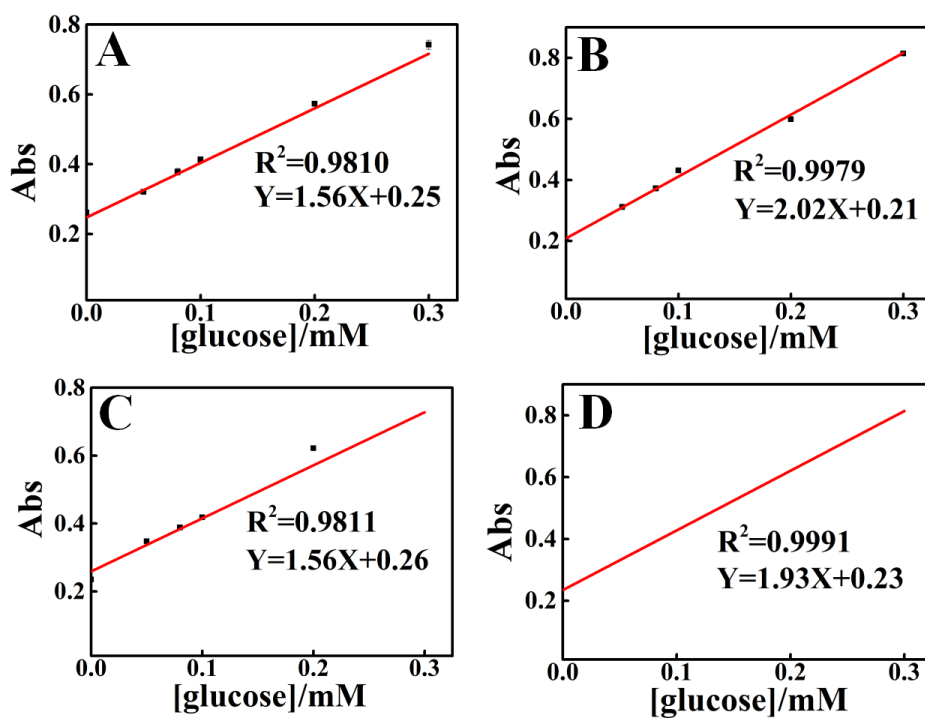 A
Abs
0.8
0.6
0.4
0.2
R²=0.9810
Y=1.56X+0.25
0.0 0.1 0.2 0.3
[glucose]/mM
B
Abs
0.8
0.6
0.4
0.2
R²=0.9979
Y=2.02X+0.21
0.0 0.1 0.2 0.3
[glucose]/mM
C
Abs
0.8
0.6
0.4
0.2
R²=0.9811
Y=1.56X+0.26
0.0 0.1 0.2 0.3
[glucose]/mM
D
Abs
0.8
0.6
0.4
0.2
R²=0.9991
Y=1.93X+0.23
0.0 0.1 0.2 0.3
[glucose]/mM